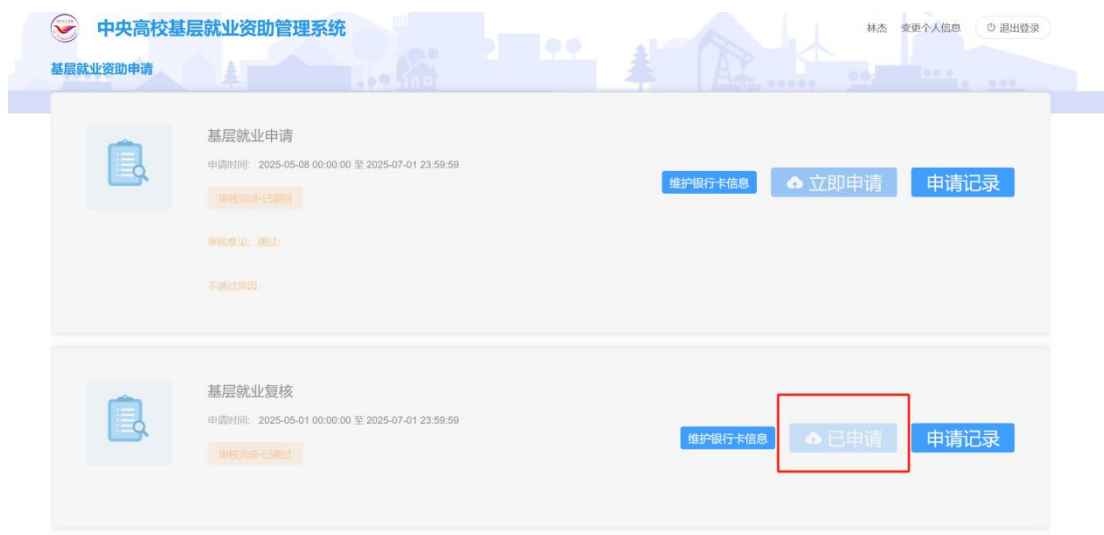 中央高校基层就业资助管理系统
林杰 变更个人信息 退出登录
基层就业资助申请
基层就业申请
申请时间: 2025-05-08 00:00:00 至 2025-07-01 23:59:59
维护银行卡信息 立即申请 申请记录
审核完成-已退回
审核意见: 通过;
不通过原因:
基层就业复核
申请时间: 2025-05-01 00:00:00 至 2025-07-01 23:59:59
维护银行卡信息 已申请 申请记录
审核完成-已通过